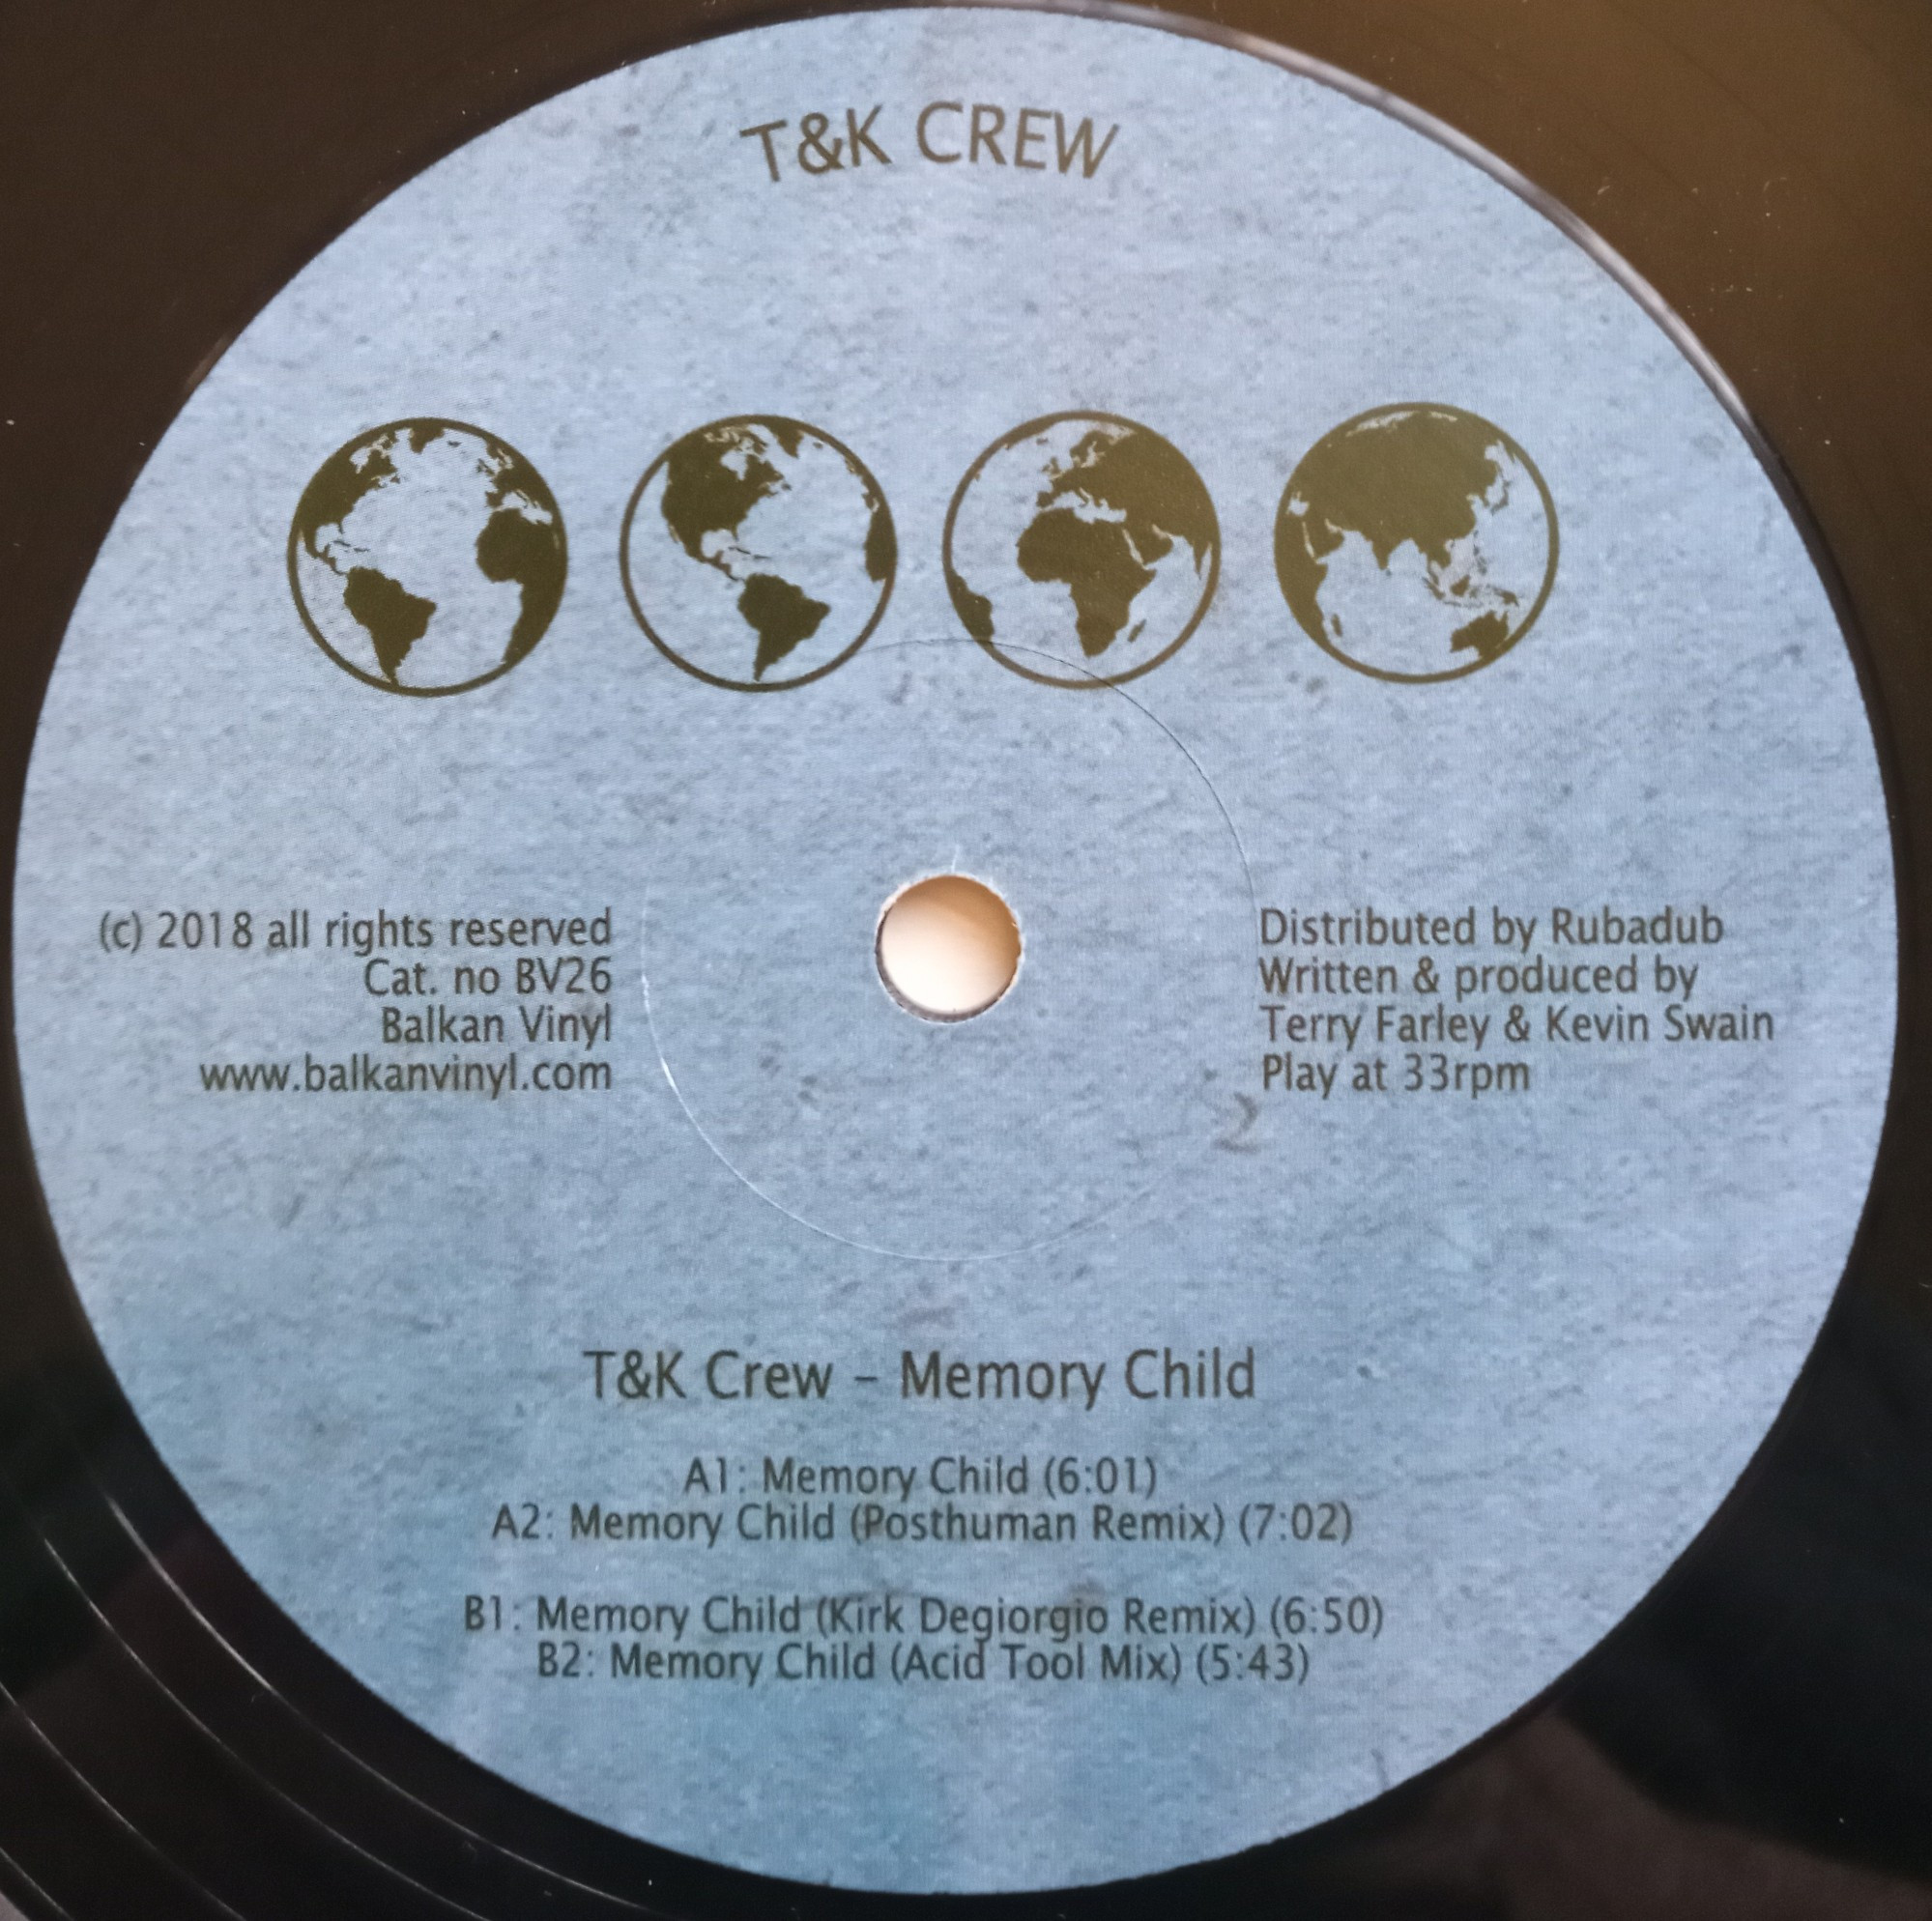 T&K CREW
(c) 2018 all rights reserved
Cat. no BV26
Balkan Vinyl
www.balkanvinyl.com
Distributed by Rubadub
Written & produced by
Terry Farley & Kevin Swain
Play at 33rpm
2
T&K Crew – Memory Child
A1: Memory Child (6:01)
A2: Memory Child (Posthuman Remix) (7:02)
B1: Memory Child (Kirk Degiorgio Remix) (6:50)
B2: Memory Child (Acid Tool Mix) (5:43)